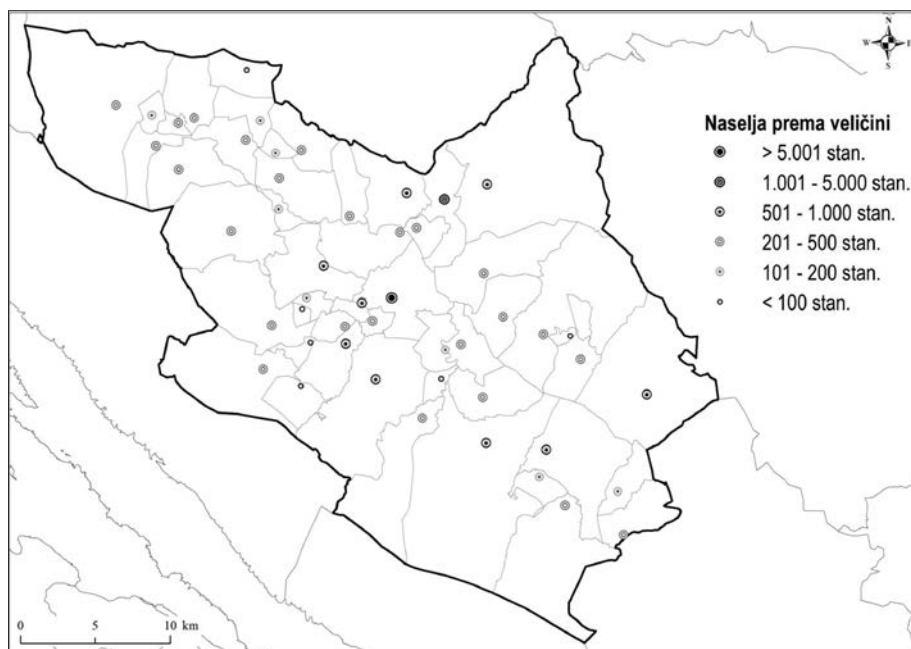 N
W E
S
Naselja prema veličini
> 5.001 stan.
1.001 - 5.000 stan.
501 - 1.000 stan.
201 - 500 stan.
101 - 200 stan.
< 100 stan.
0 5 10 km